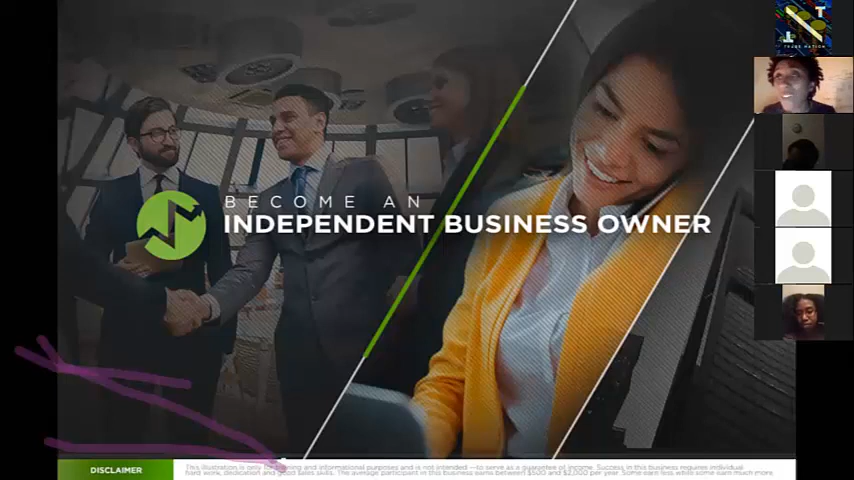 BECOME AN
INDEPENDENT BUSINESS OWNER
DISCLAIMER
This illustration is only for training and informational purposes and is not intended —to serve as a guarantee of income. Success in this business requires individual
hard work, dedication and good sales skills. The average participant in this business earns between $500 and $2,000 per year. Some earn less while some earn much more.